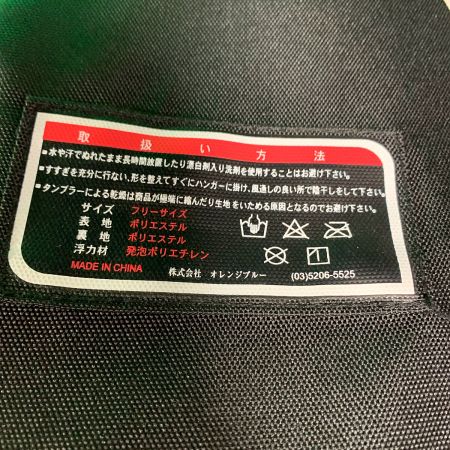 取扱い方法
・水や汗でぬれたまま長時間放置したり漂白剤入り洗剤を使用することはお避け下さい。
・すすぎを充分に行ない、形を整えてすぐにハンガーに掛け、風通しの良い所で陰干しをして下さい。
・タンブラーによる乾燥は商品が極端に縮んだり生地をいためる原因となるのでお避け下さい。
サイズ フリーサイズ
表地 ポリエステル
裏地 ポリエステル
浮力材 発泡ポリエチレン
MADE IN CHINA
株式会社 オレンジブルー (03)5206-5525